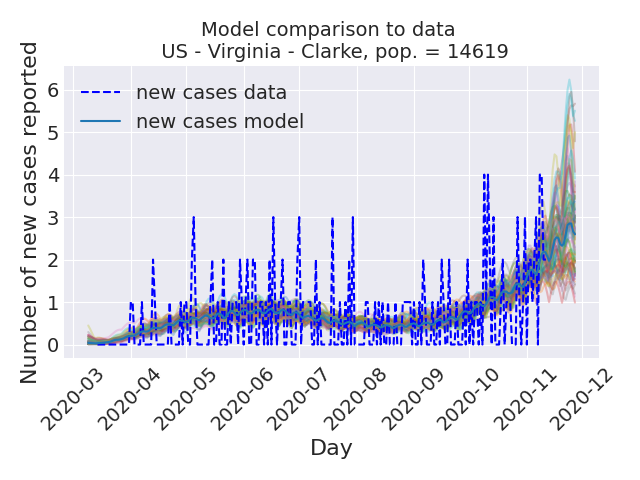 Model comparison to data
US - Virginia - Clarke, pop. = 14619
Number of new cases reported
6
5
4
3
2
1
0
new cases data
new cases model
2020-03
2020-04
2020-05
2020-06
2020-07
2020-08
2020-09
2020-10
2020-11
2020-12
Day